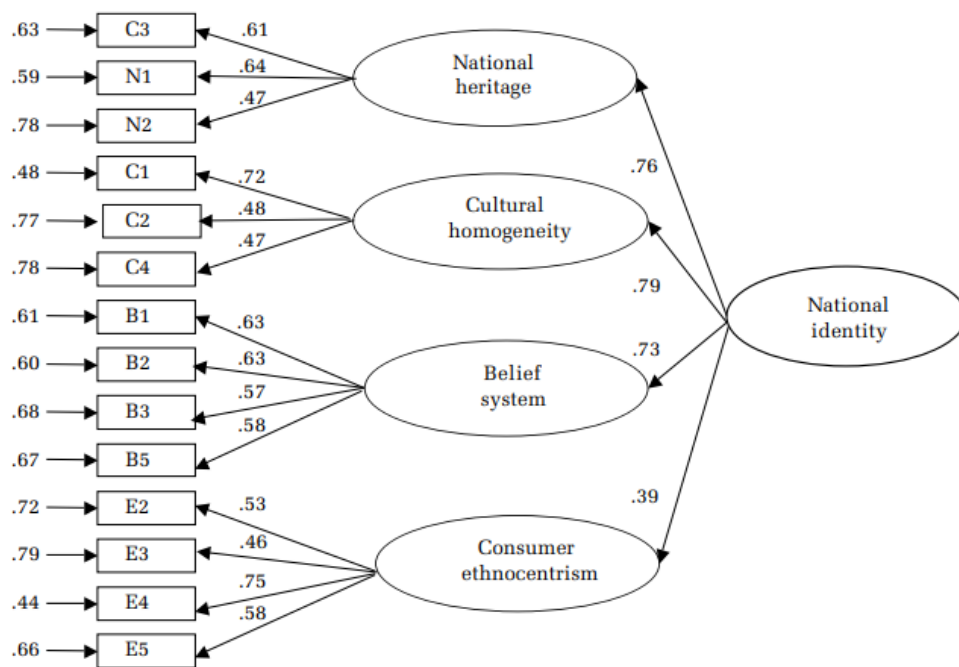 .63 C3 .61
.59 N1 .64
.78 N2 .47
National
heritage
.76
.48 C1 .72
.77 C2 .48
.78 C4 .47
Cultural
homogeneity
.79
National
identity
.61 B1 .63
.60 B2 .63
.68 B3 .57
.67 B5 .58
Belief
system
.73
.72 E2 .53
.79 E3 .46
.44 E4 .75
.66 E5 .58
Consumer
ethnocentrism
.39